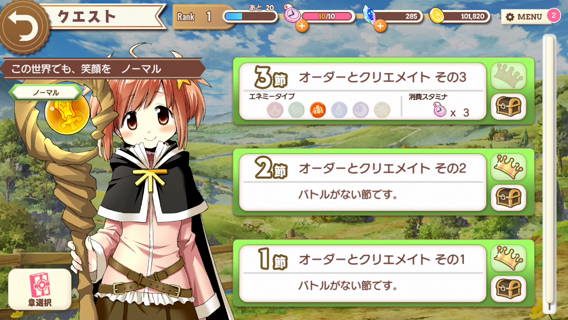 クエスト
Rank 1
あと 20
10/10
285
101,820
MENU 2
この世界でも、笑顔を ノーマル
ノーマル
3節 オーダーとクリエメイト その3
エネミータイプ
消費スタミナ
x 3
2節 オーダーとクリエメイト その2
バトルがない節です。
1節 オーダーとクリエメイト その1
バトルがない節です。
章選択